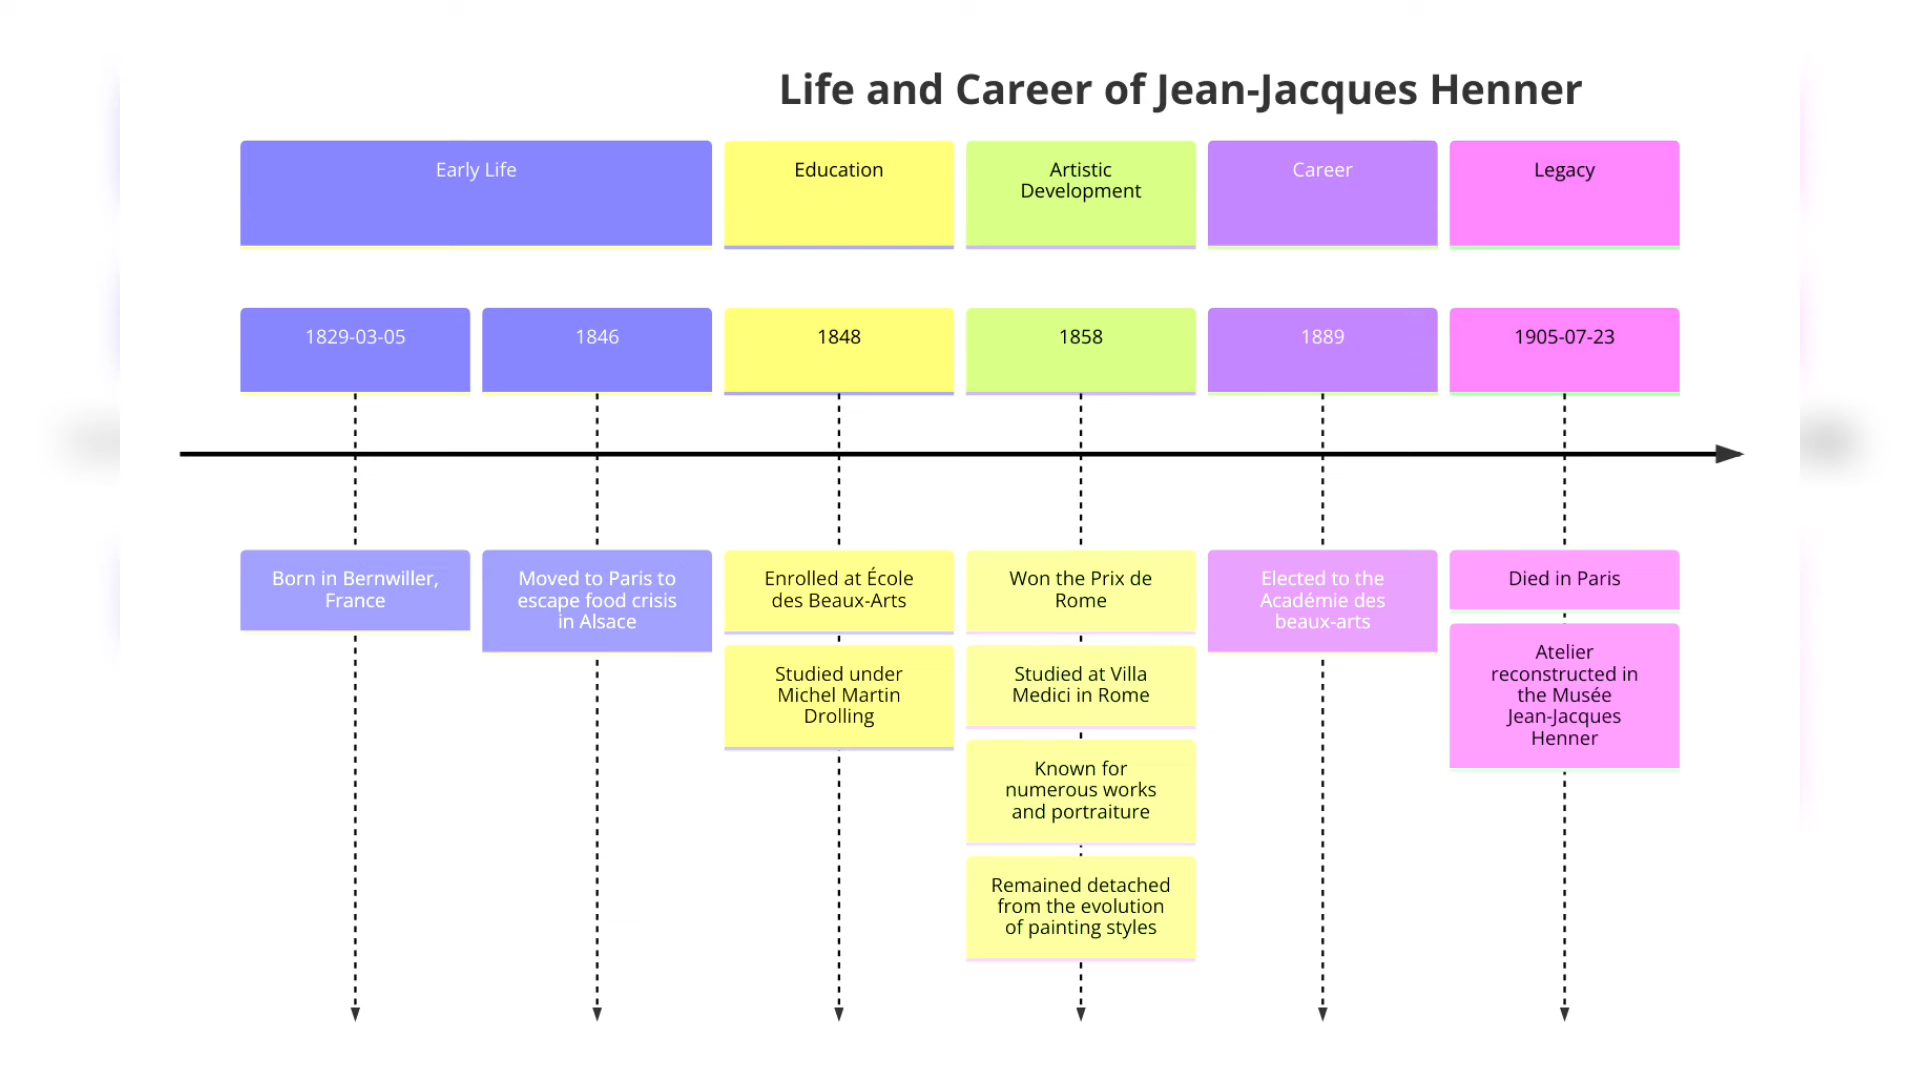 Life and Career of Jean-Jacques Henner
Early Life
Education
Artistic
Development
Career
Legacy
1829-03-05
1846
1848
1858
1889
1905-07-23
Born in Bernwiller,
France
Moved to Paris to
escape food crisis
in Alsace
Enrolled at École
des Beaux-Arts
Studied under
Michel Martin
Drolling
Won the Prix de
Rome
Studied at Villa
Medici in Rome
Known for
numerous works
and portraiture
Remained detached
from the evolution
of painting styles
Elected to the
Académie des
beaux-arts
Died in Paris
Atelier
reconstructed in
the Musée
Jean-Jacques
Henner